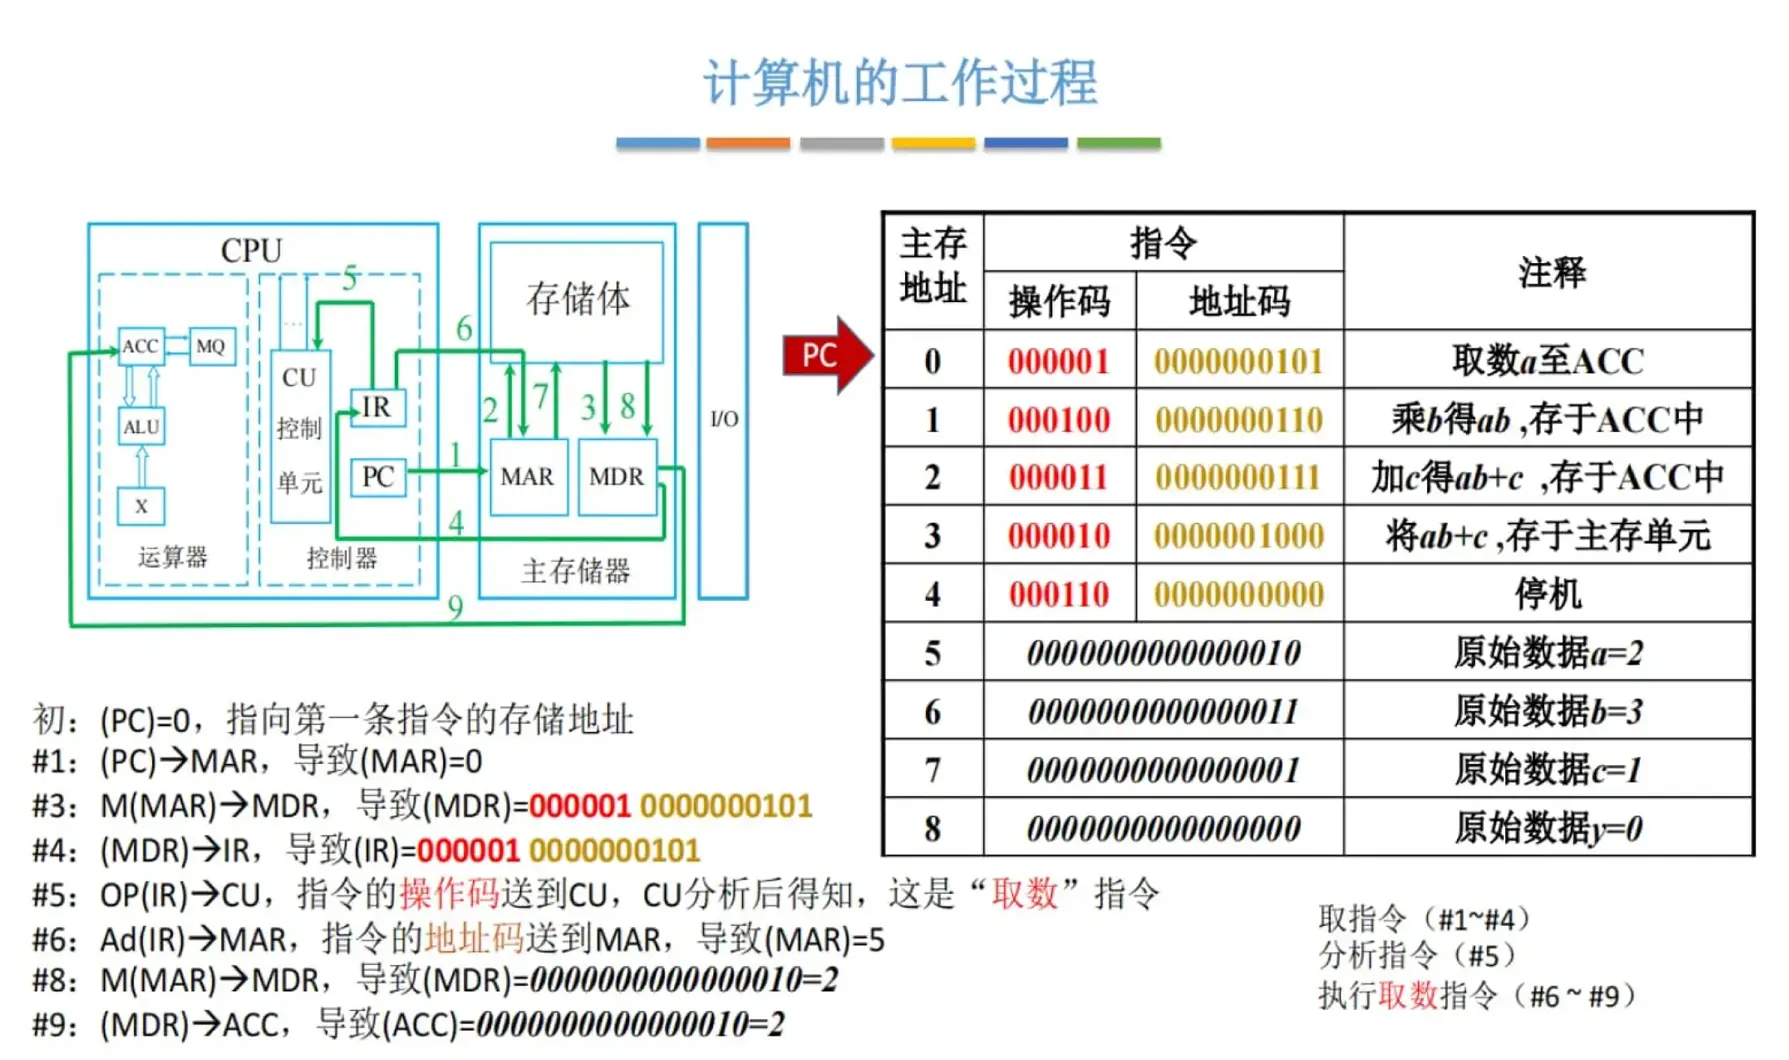 计算机的工作过程
CPU
5
6
存储体
ACC
MQ
...
CU
控制
单元
IR
PC
ALU
X
运算器
控制器
1
2
7
3
8
4
9
MAR
MDR
主存储器
I/O
PC
主存地址 指令 注释
操作码 地址码
0 000001 0000000101 取数a至ACC
1 000100 0000000110 乘b得ab ,存于ACC中
2 000011 0000000111 加c得ab+c ,存于ACC中
3 000010 0000001000 将ab+c ,存于主存单元
4 000110 0000000000 停机
5 0000000000000010 原始数据a=2
6 0000000000000011 原始数据b=3
7 0000000000000001 原始数据c=1
8 0000000000000000 原始数据y=0
初：(PC)=0，指向第一条指令的存储地址
#1：(PC)→MAR，导致(MAR)=0
#3：M(MAR)→MDR，导致(MDR)=000001 0000000101
#4：(MDR)→IR，导致(IR)=000001 0000000101
#5：OP(IR)→CU，指令的操作码送到CU，CU分析后得知，这是“取数”指令
#6：Ad(IR)→MAR，指令的地址码送到MAR，导致(MAR)=5
#8：M(MAR)→MDR，导致(MDR)=0000000000000010=2
#9：(MDR)→ACC，导致(ACC)=0000000000000010=2
取指令（#1~#4）
分析指令（#5）
执行取数指令（#6 ~ #9）